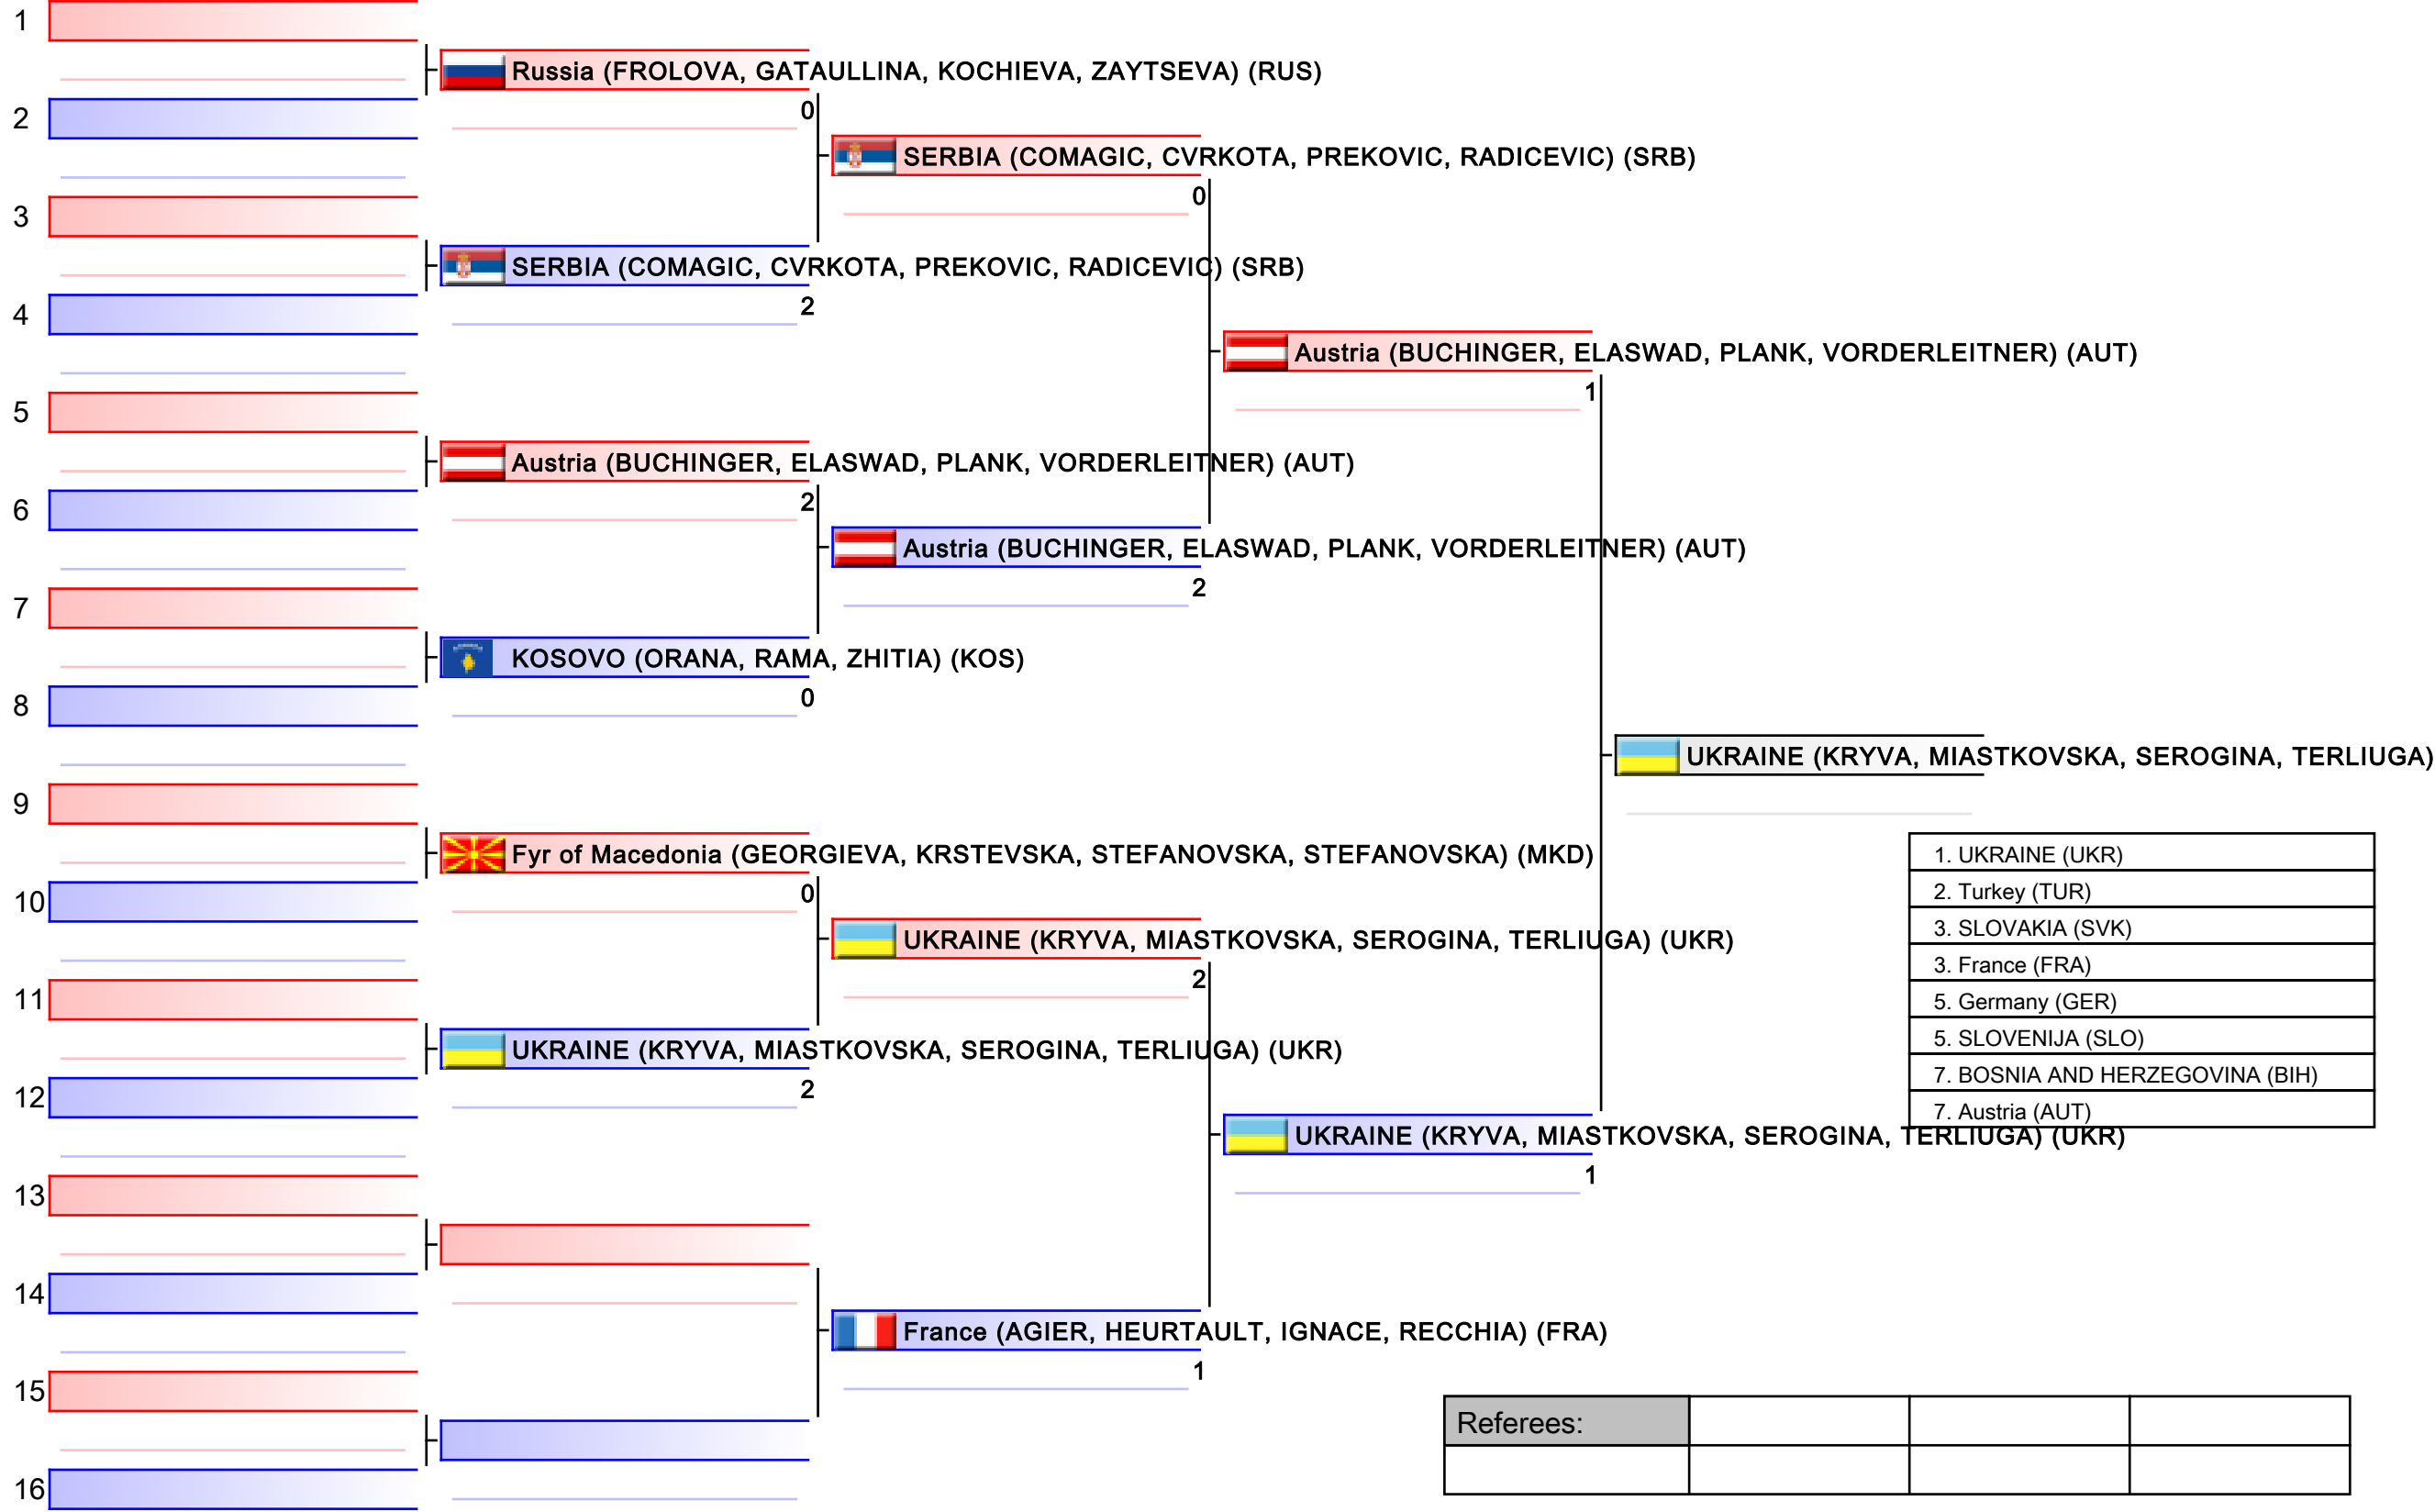 1
Russia (FROLOVA, GATAULLINA, KOCHIEVA, ZAYTSEVA) (RUS)
0
2
SERBIA (COMAGIC, CVRKOTA, PREKOVIC, RADICEVIC) (SRB)
0
3
SERBIA (COMAGIC, CVRKOTA, PREKOVIC, RADICEVIC) (SRB)
2
4
Austria (BUCHINGER, ELASWAD, PLANK, VORDERLEITNER) (AUT)
1
5
Austria (BUCHINGER, ELASWAD, PLANK, VORDERLEITNER) (AUT)
2
6
Austria (BUCHINGER, ELASWAD, PLANK, VORDERLEITNER) (AUT)
2
7
KOSOVO (ORANA, RAMA, ZHITIA) (KOS)
0
8
UKRAINE (KRYVA, MIASTKOVSKA, SEROGINA, TERLIUGA)
9
Fyr of Macedonia (GEORGIEVA, KRSTEVSKA, STEFANOVSKA, STEFANOVSKA) (MKD)
0
10
UKRAINE (KRYVA, MIASTKOVSKA, SEROGINA, TERLIUGA) (UKR)
2
11
UKRAINE (KRYVA, MIASTKOVSKA, SEROGINA, TERLIUGA) (UKR)
2
12
UKRAINE (KRYVA, MIASTKOVSKA, SEROGINA, TERLIUGA) (UKR)
1
13
14
France (AGIER, HEURTAULT, IGNACE, RECCHIA) (FRA)
1
15
16
1. UKRAINE (UKR)
2. Turkey (TUR)
3. SLOVAKIA (SVK)
3. France (FRA)
5. Germany (GER)
5. SLOVENIJA (SLO)
7. BOSNIA AND HERZEGOVINA (BIH)
7. Austria (AUT)
Referees: